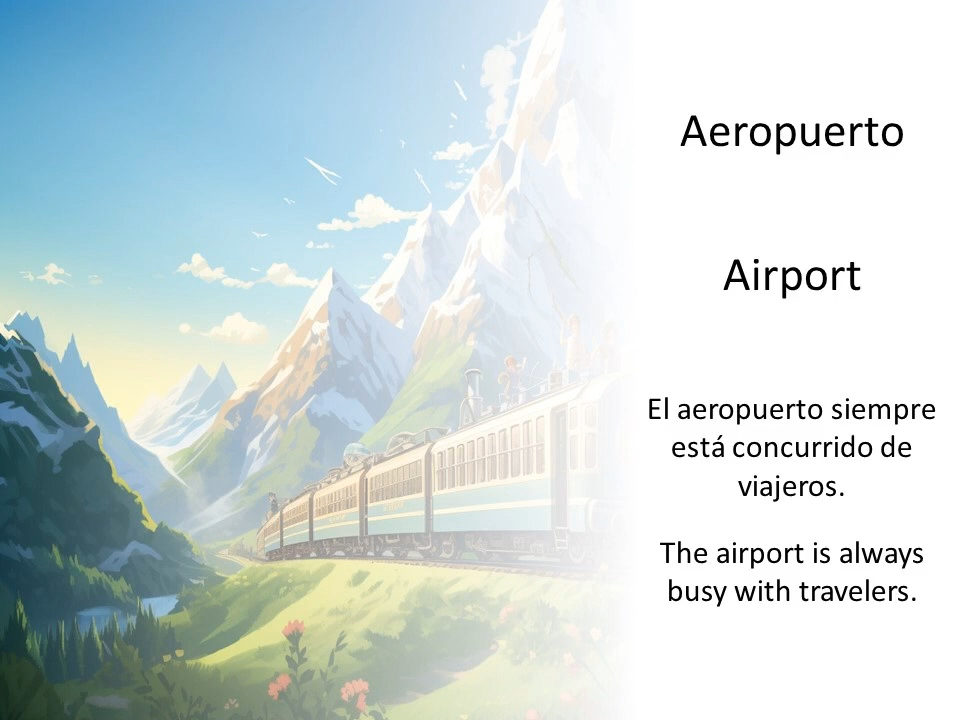 Aeropuerto
Airport
El aeropuerto siempre
está concurrido de
viajeros.
The airport is always
busy with travelers.